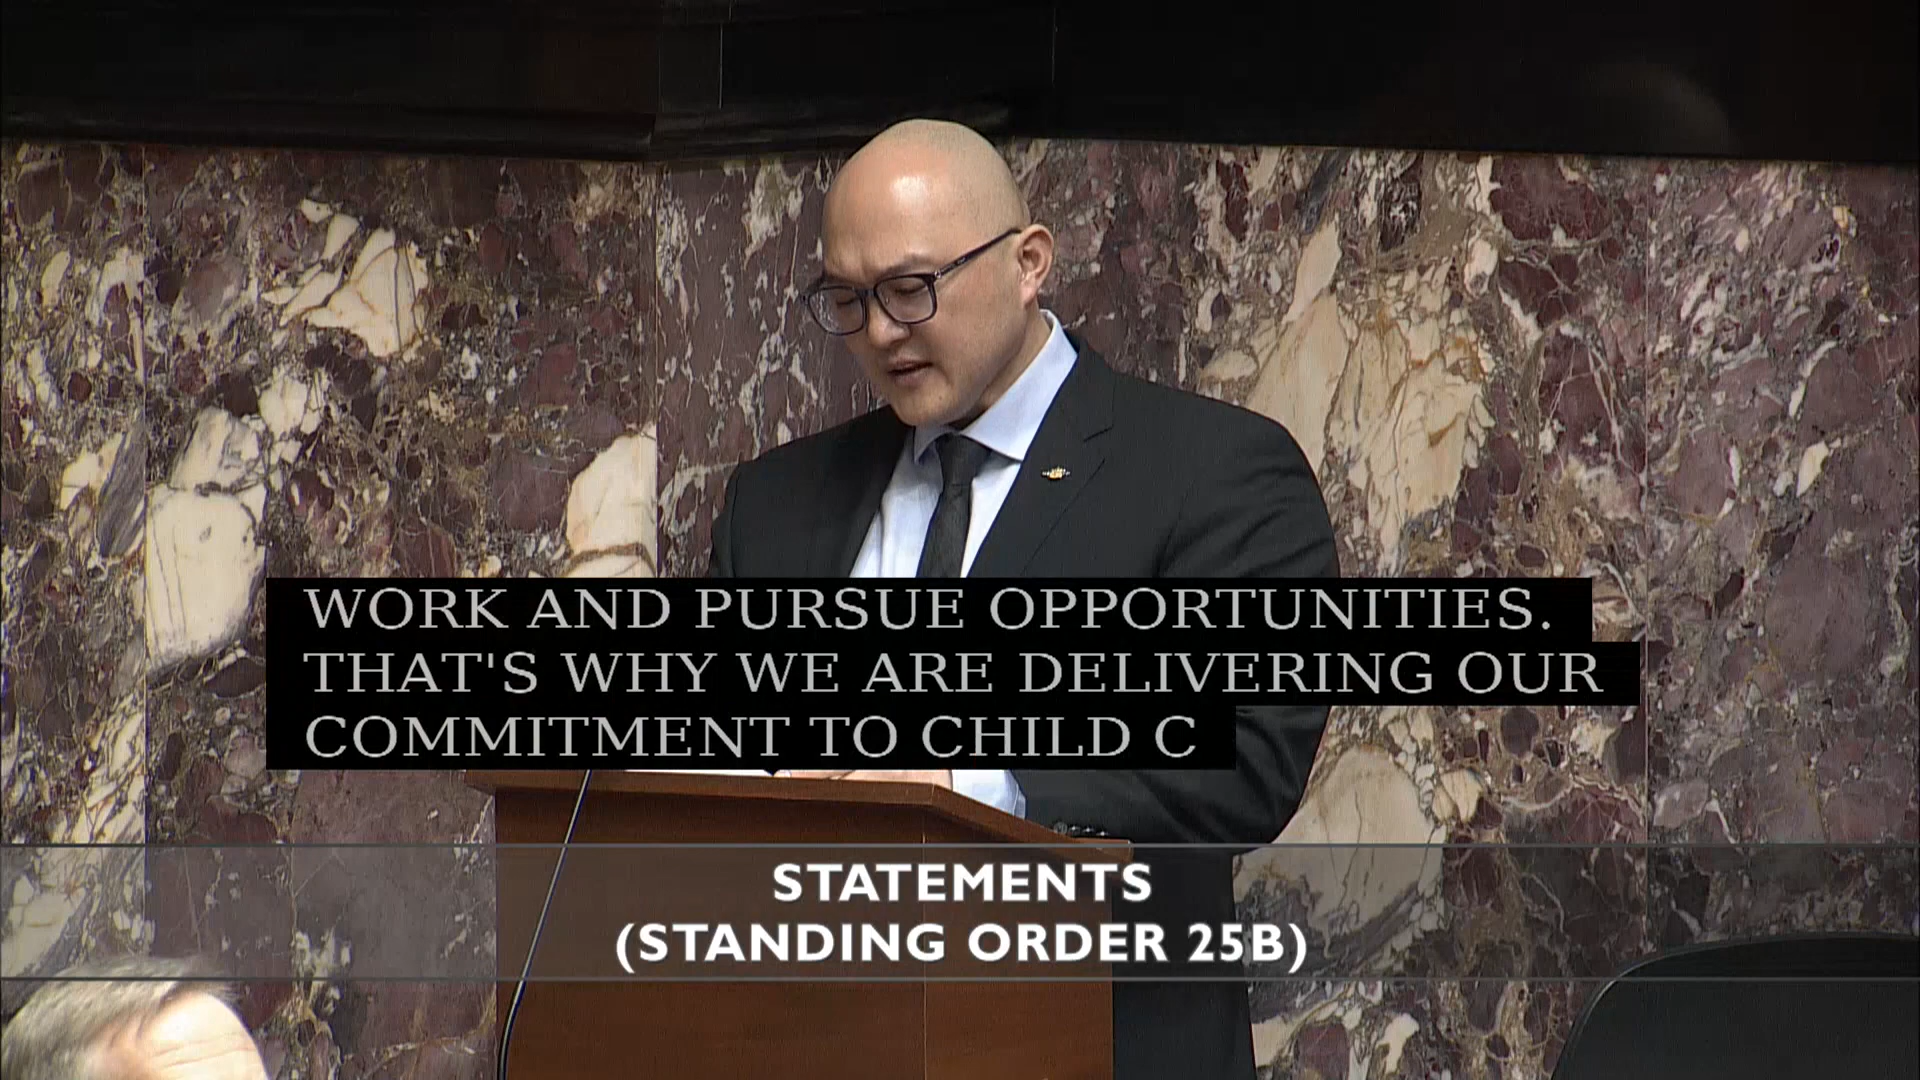 WORK AND PURSUE OPPORTUNITIES.
THAT'S WHY WE ARE DELIVERING OUR
COMMITMENT TO CHILD C
STATEMENTS
(STANDING ORDER 25B)